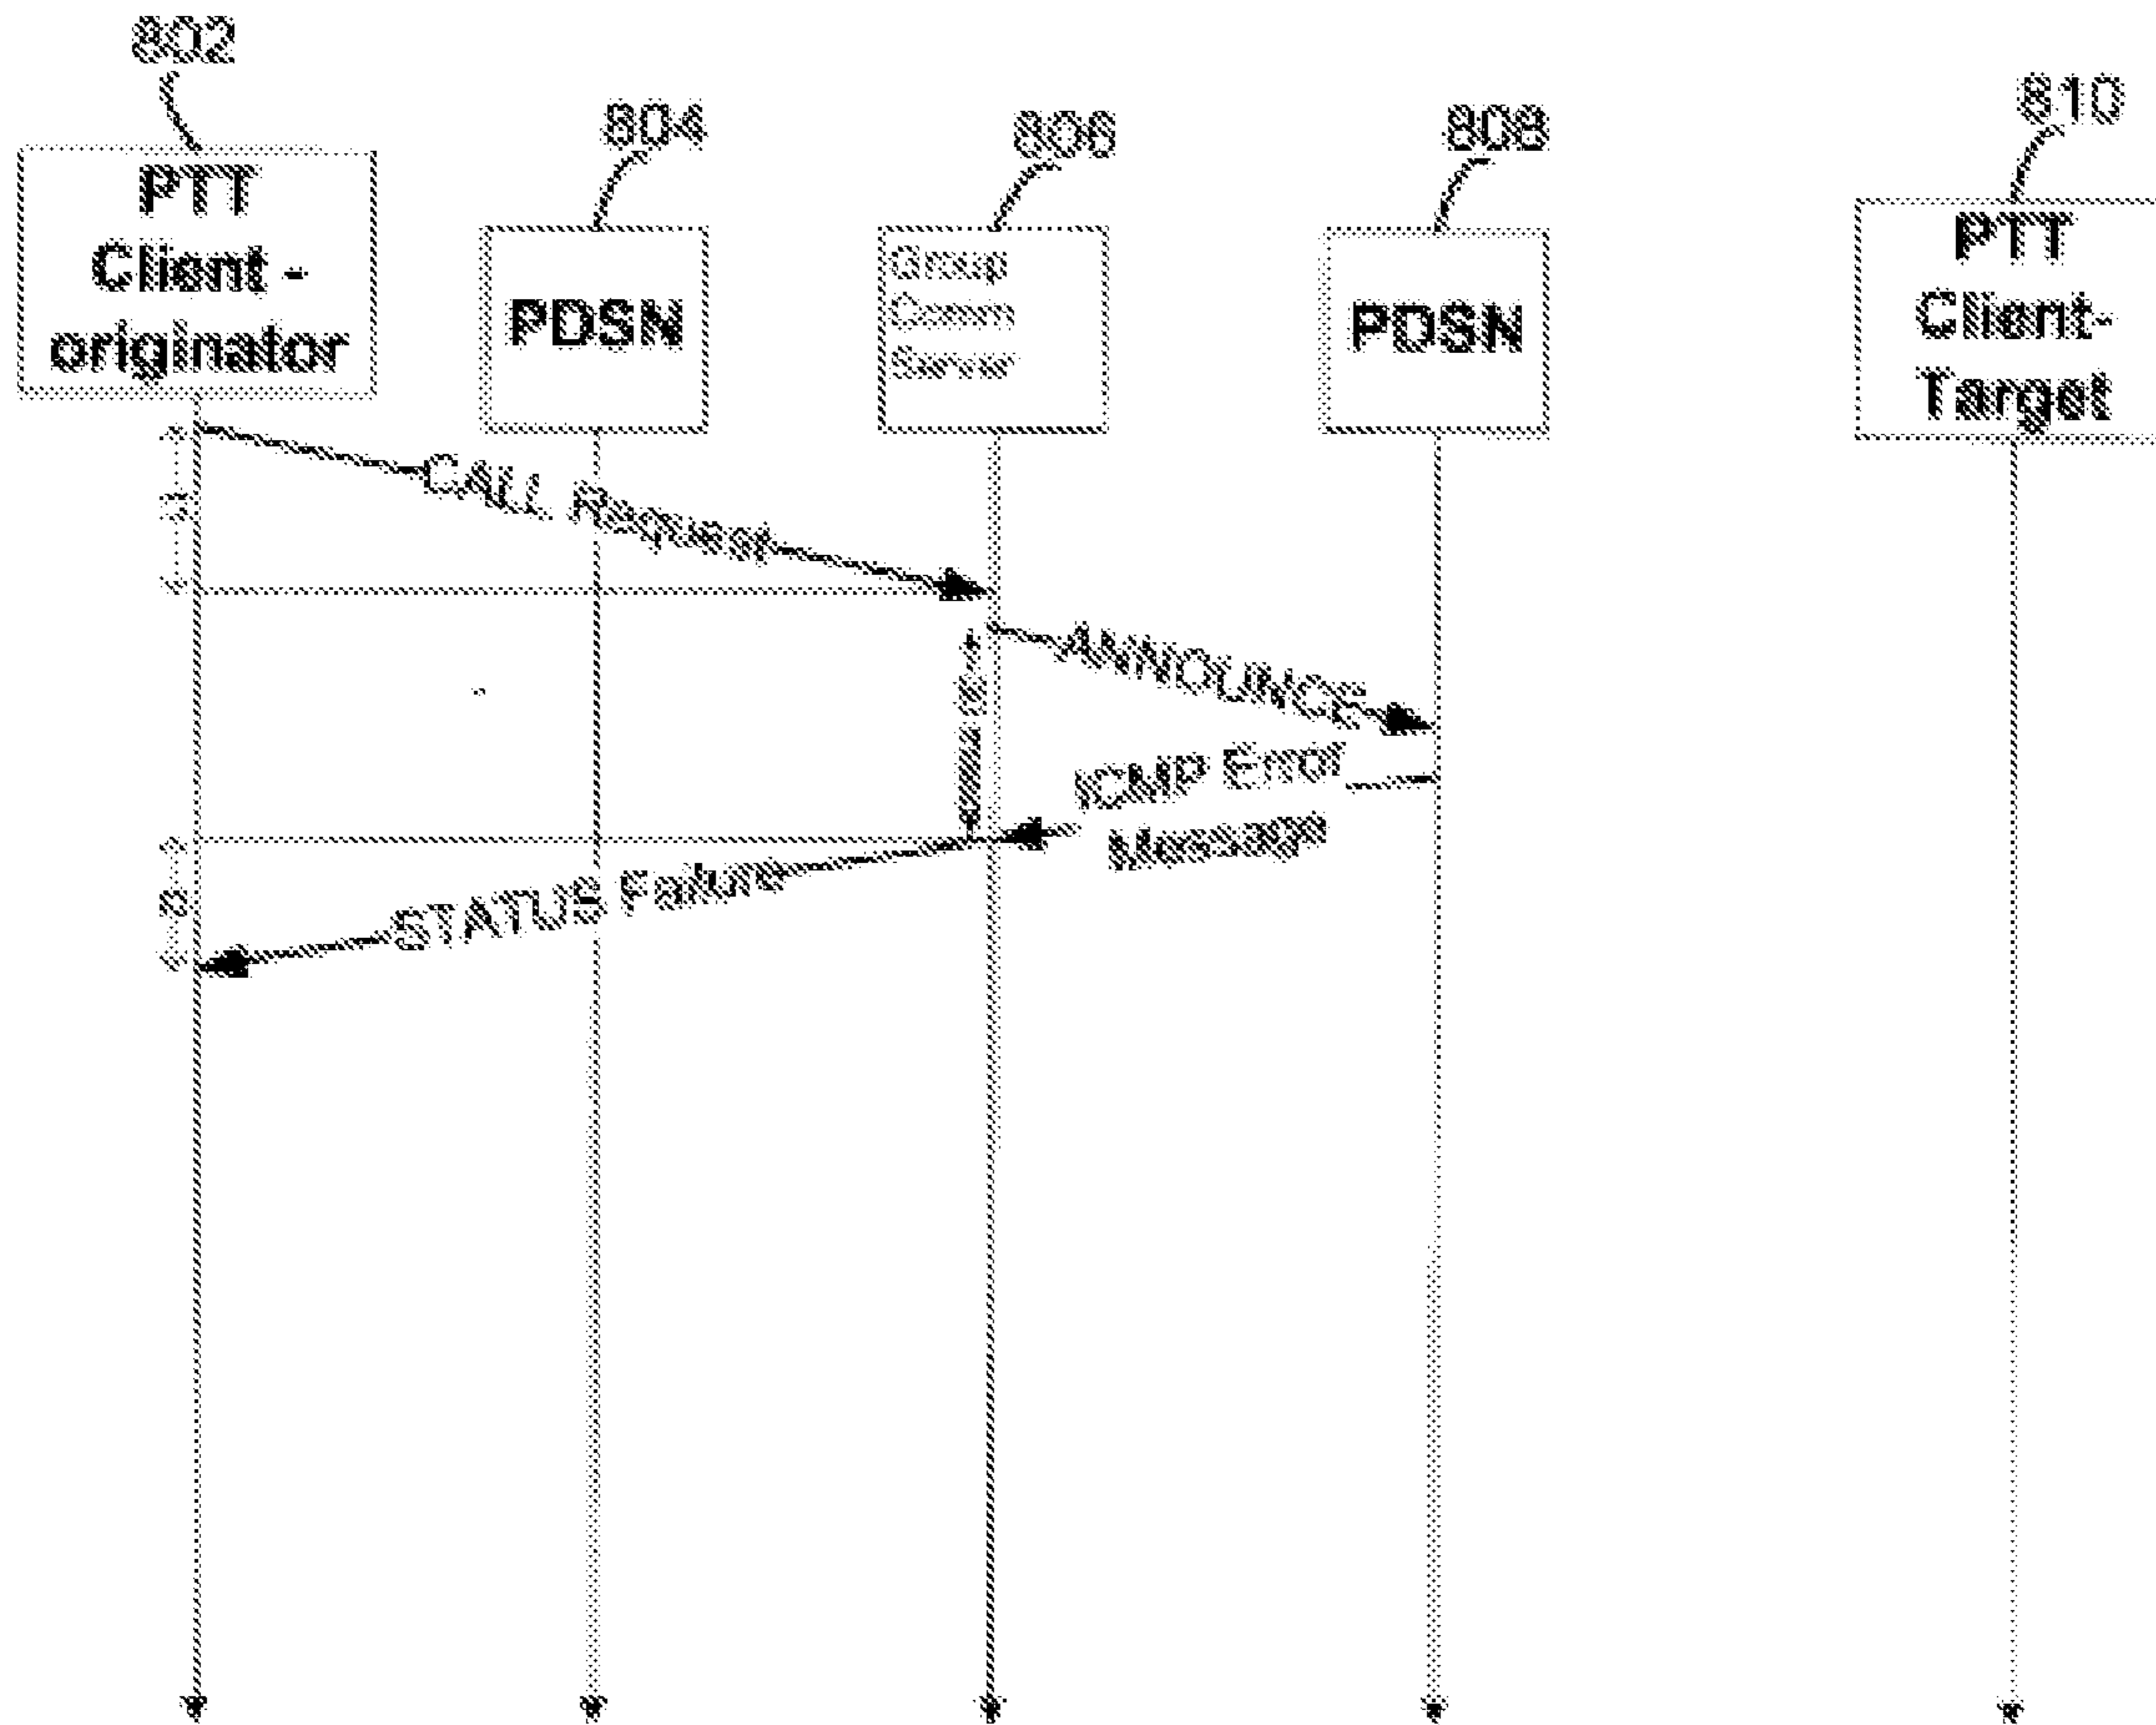 802
804
806
808
810
PTT
Client -
originator
PDSN
Group
Comm
Server
PDSN
PTT
Client-
Target
CALL Request
ANNOUNCE
ICMP Error
Message
STATUS Failure